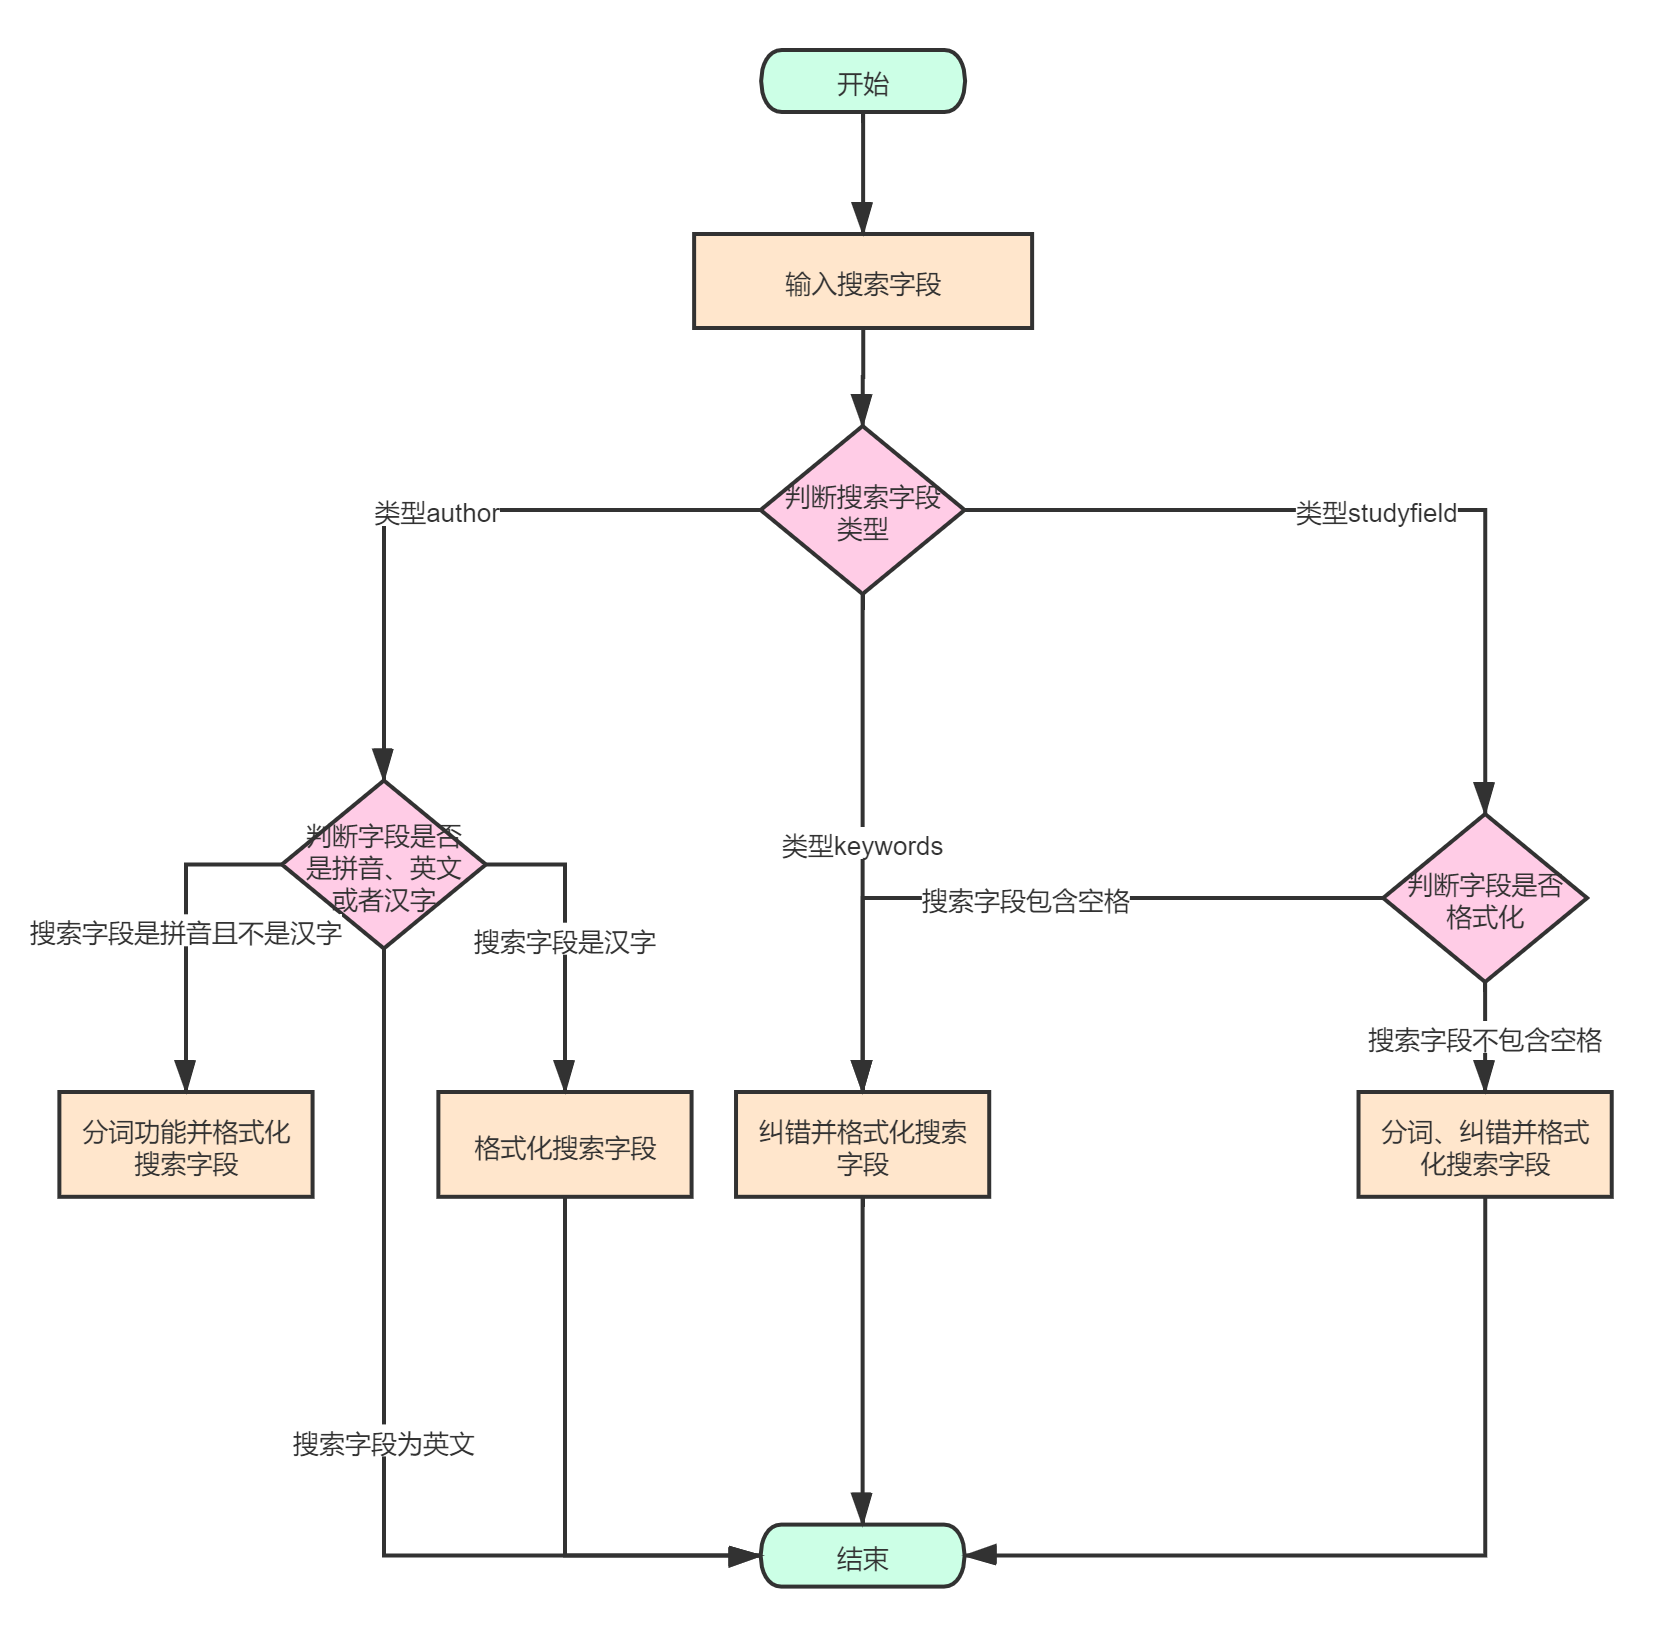 开始
输入搜索字段
判断搜索字段
类型
类型author
类型studyfield
判断字段是否
是拼音、英文
或者汉字
类型keywords
判断字段是否
格式化
搜索字段包含空格
搜索字段是拼音且不是汉字
搜索字段是汉字
搜索字段不包含空格
分词功能并格式化
搜索字段
格式化搜索字段
纠错并格式化搜索
字段
分词、纠错并格式
化搜索字段
搜索字段为英文
结束